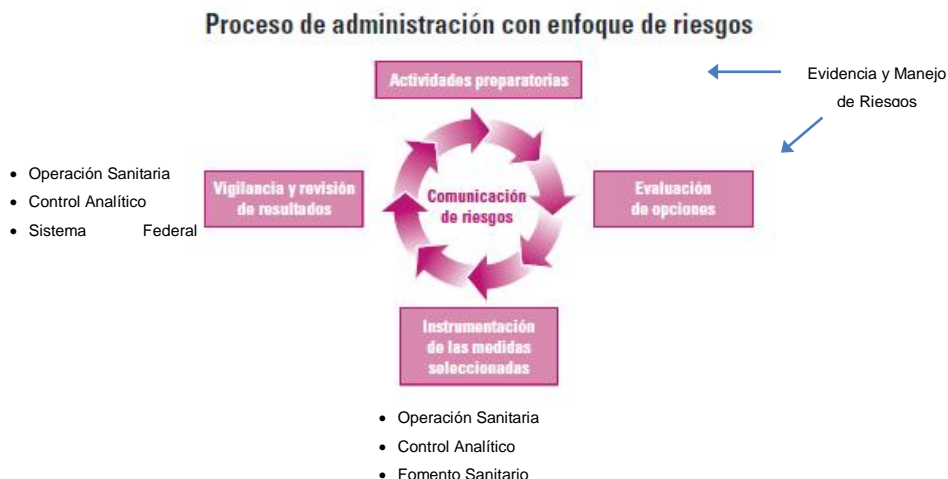 Proceso de administración con enfoque de riesgos
Actividades preparatorias
Evidencia y Manejo
de Riesgos
• Operación Sanitaria
• Control Analítico
• Sistema Federal
Vigilancia y revisión
de resultados
Comunicación
de riesgos
Evaluación
de opciones
Instrumentación
de las medidas
seleccionadas
• Operación Sanitaria
• Control Analítico
• Fomento Sanitario